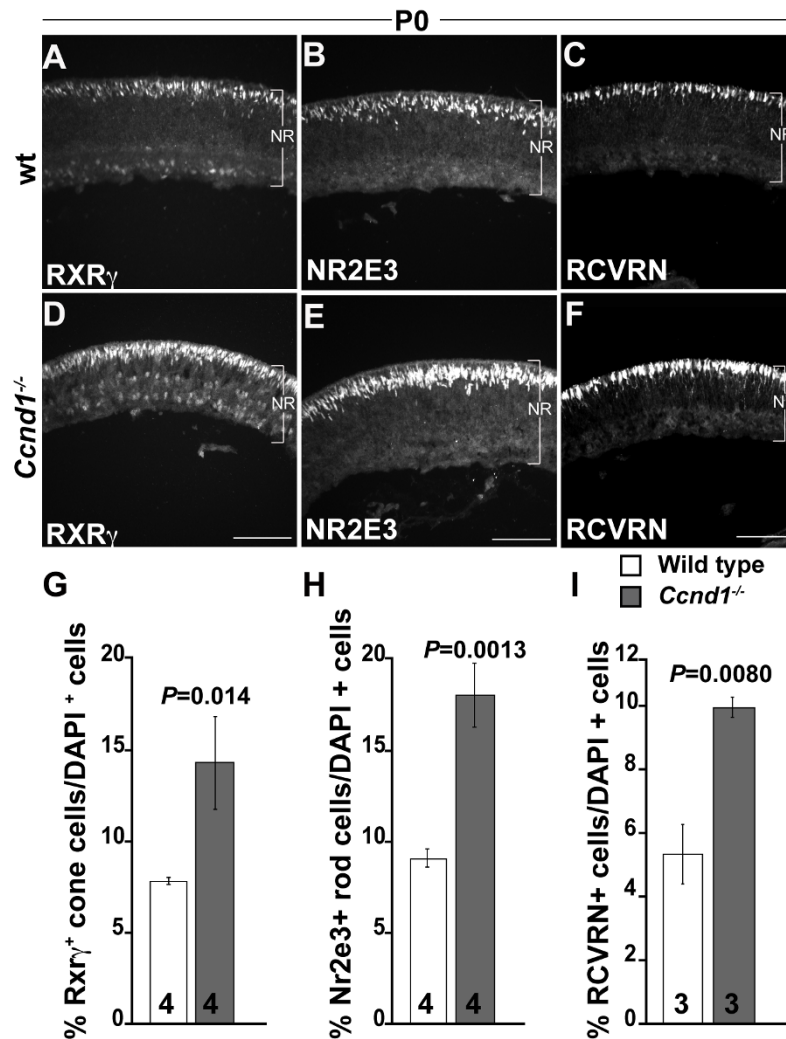 P0
A B C
wt
NR NR NR
RXRγ NR2E3 RCVRN
D E F
Ccnd1-/-
NR NR N
RXRγ NR2E3 RCVRN
Wild type
Ccnd1-/-
G H I
% Rxrγ+ cone cells/DAPI + cells
20
15
10
5
0
P=0.014
4 4
% Nr2e3+ rod cells/DAPI + cells
20
15
10
5
0
P=0.0013
4 4
% RCVRN+ cells/DAPI + cells
12
10
8
6
4
2
0
P=0.0080
3 3